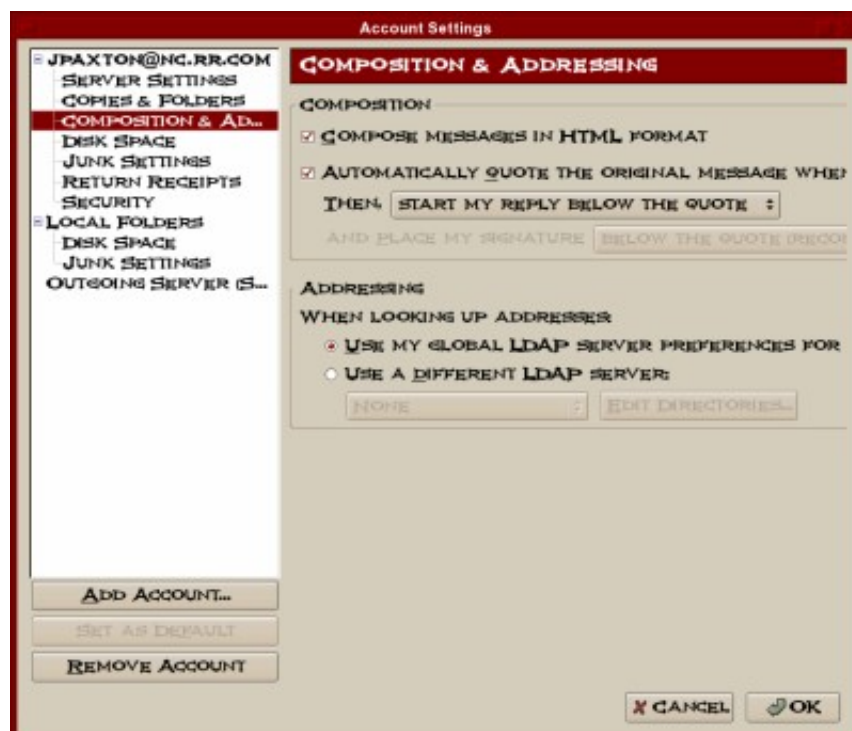 Account Settings
JPAXTON@NC.RR.COM
SERVER SETTINGS
COPIES & FOLDERS
COMPOSITION & AD...
DISK SPACE
JUNK SETTINGS
RETURN RECEIPTS
SECURITY
LOCAL FOLDERS
DISK SPACE
JUNK SETTINGS
OUTGOING SERVER (S...
ADD ACCOUNT...
SET AS DEFAULT
REMOVE ACCOUNT
COMPOSITION & ADDRESSING
COMPOSITION
COMPOSE MESSAGES IN HTML FORMAT
AUTOMATICALLY QUOTE THE ORIGINAL MESSAGE WHEN
THEN, START MY REPLY BELOW THE QUOTE
AND PLACE MY SIGNATURE BELOW THE QUOTE (RECO
ADDRESSING
WHEN LOOKING UP ADDRESSES:
USE MY GLOBAL LDAP SERVER PREFERENCES FOR
USE A DIFFERENT LDAP SERVER:
NONE EDIT DIRECTORIES...
CANCEL OK